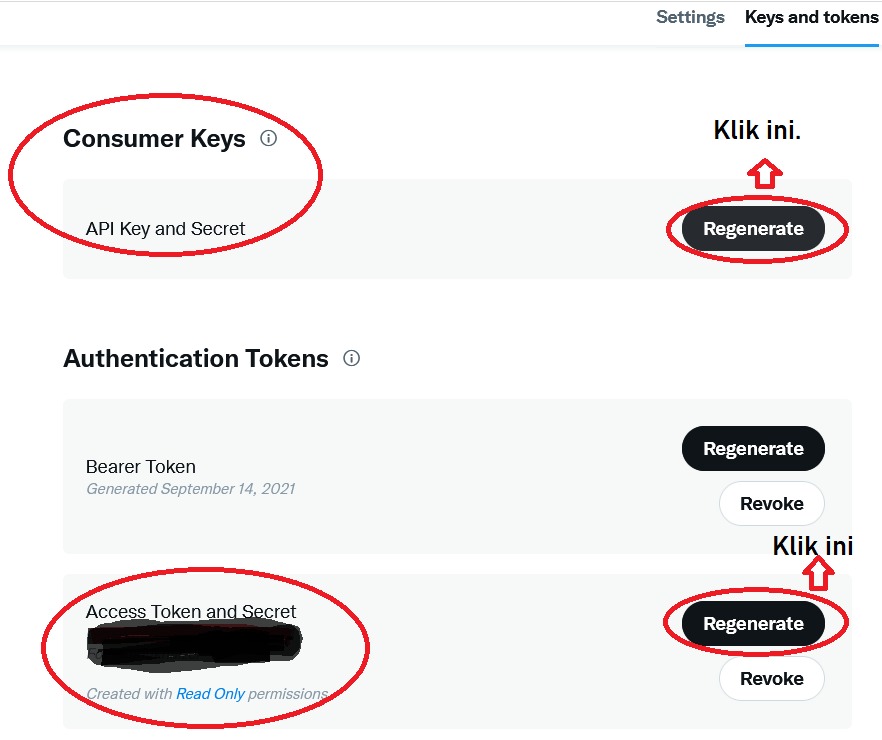 Settings
Keys and tokens
Consumer Keys
Klik ini.
API Key and Secret
Regenerate
Authentication Tokens
Bearer Token
Generated September 14, 2021
Regenerate
Revoke
Klik ini
Access Token and Secret
Regenerate
Created with Read Only permissions
Revoke